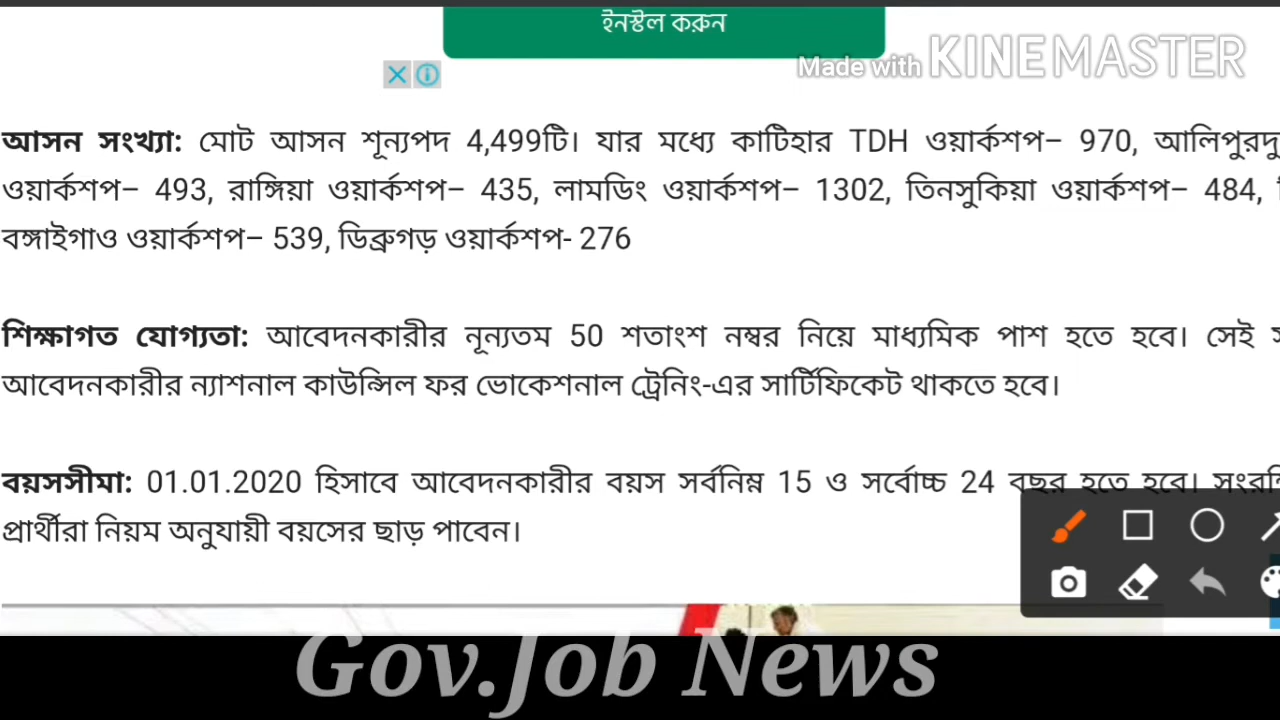 ইনস্টল করুন
Made with KINEMASTER
আসন সংখ্যা: মোট আসন শূন্যপদ 4,499টি। যার মধ্যে কাটিহার TDH ওয়ার্কশপ– 970, আলিপুরদু
ওয়ার্কশপ– 493, রাঙ্গিয়া ওয়ার্কশপ– 435, লামডিং ওয়ার্কশপ– 1302, তিনসুকিয়া ওয়ার্কশপ– 484,
বঙ্গাইগাও ওয়ার্কশপ– 539, ডিব্রুগড় ওয়ার্কশপ- 276
শিক্ষাগত যোগ্যতা: আবেদনকারীর নূন্যতম 50 শতাংশ নম্বর নিয়ে মাধ্যমিক পাশ হতে হবে। সেই
আবেদনকারীর ন্যাশনাল কাউন্সিল ফর ভোকেশনাল ট্রেনিং-এর সার্টিফিকেট থাকতে হবে।
বয়সসীমা: 01.01.2020 হিসাবে আবেদনকারীর বয়স সর্বনিম্ন 15 ও সর্বোচ্চ 24 বছর হতে হবে। সংরক্ষি
প্রার্থীরা নিয়ম অনুযায়ী বয়সের ছাড় পাবেন।
Gov.Job News